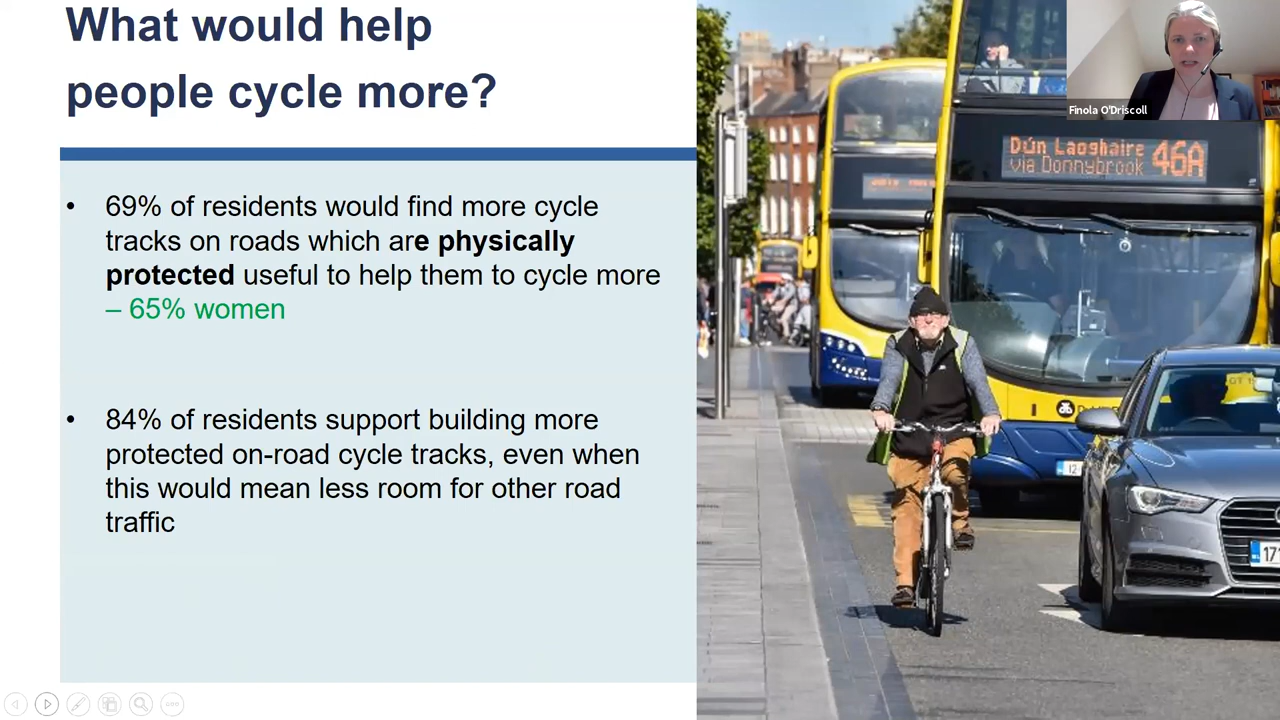 What would help
people cycle more?
• 69% of residents would find more cycle
tracks on roads which are physically
protected useful to help them to cycle more
– 65% women
• 84% of residents support building more
protected on-road cycle tracks, even when
this would mean less room for other road
traffic
Finola O'Driscoll
Dún Laoghaire
via Donnybrook
46A
12
17